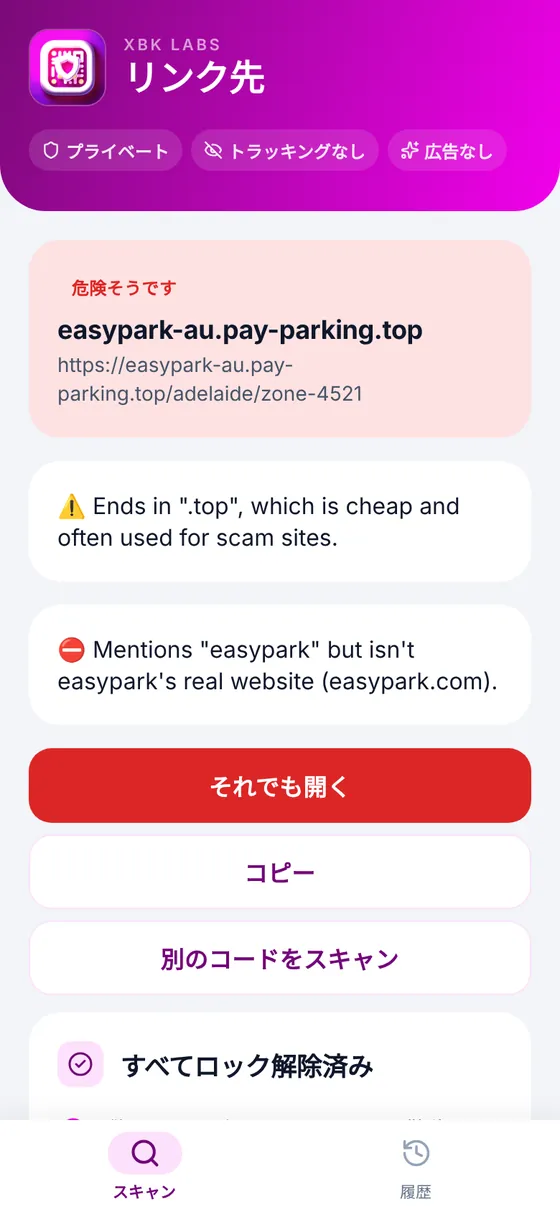 XBK LABS
リンク先
プライベート
トラッキングなし
広告なし
危険そうです
easypark-au.pay-parking.top
https://easypark-au.pay-
parking.top/adelaide/zone-4521
⚠️ Ends in ".top", which is cheap and
often used for scam sites.
⛔ Mentions "easypark" but isn't
easypark's real website (easypark.com).
それでも開く
コピー
別のコードをスキャン
すべてロック解除済み
スキャン
履歴